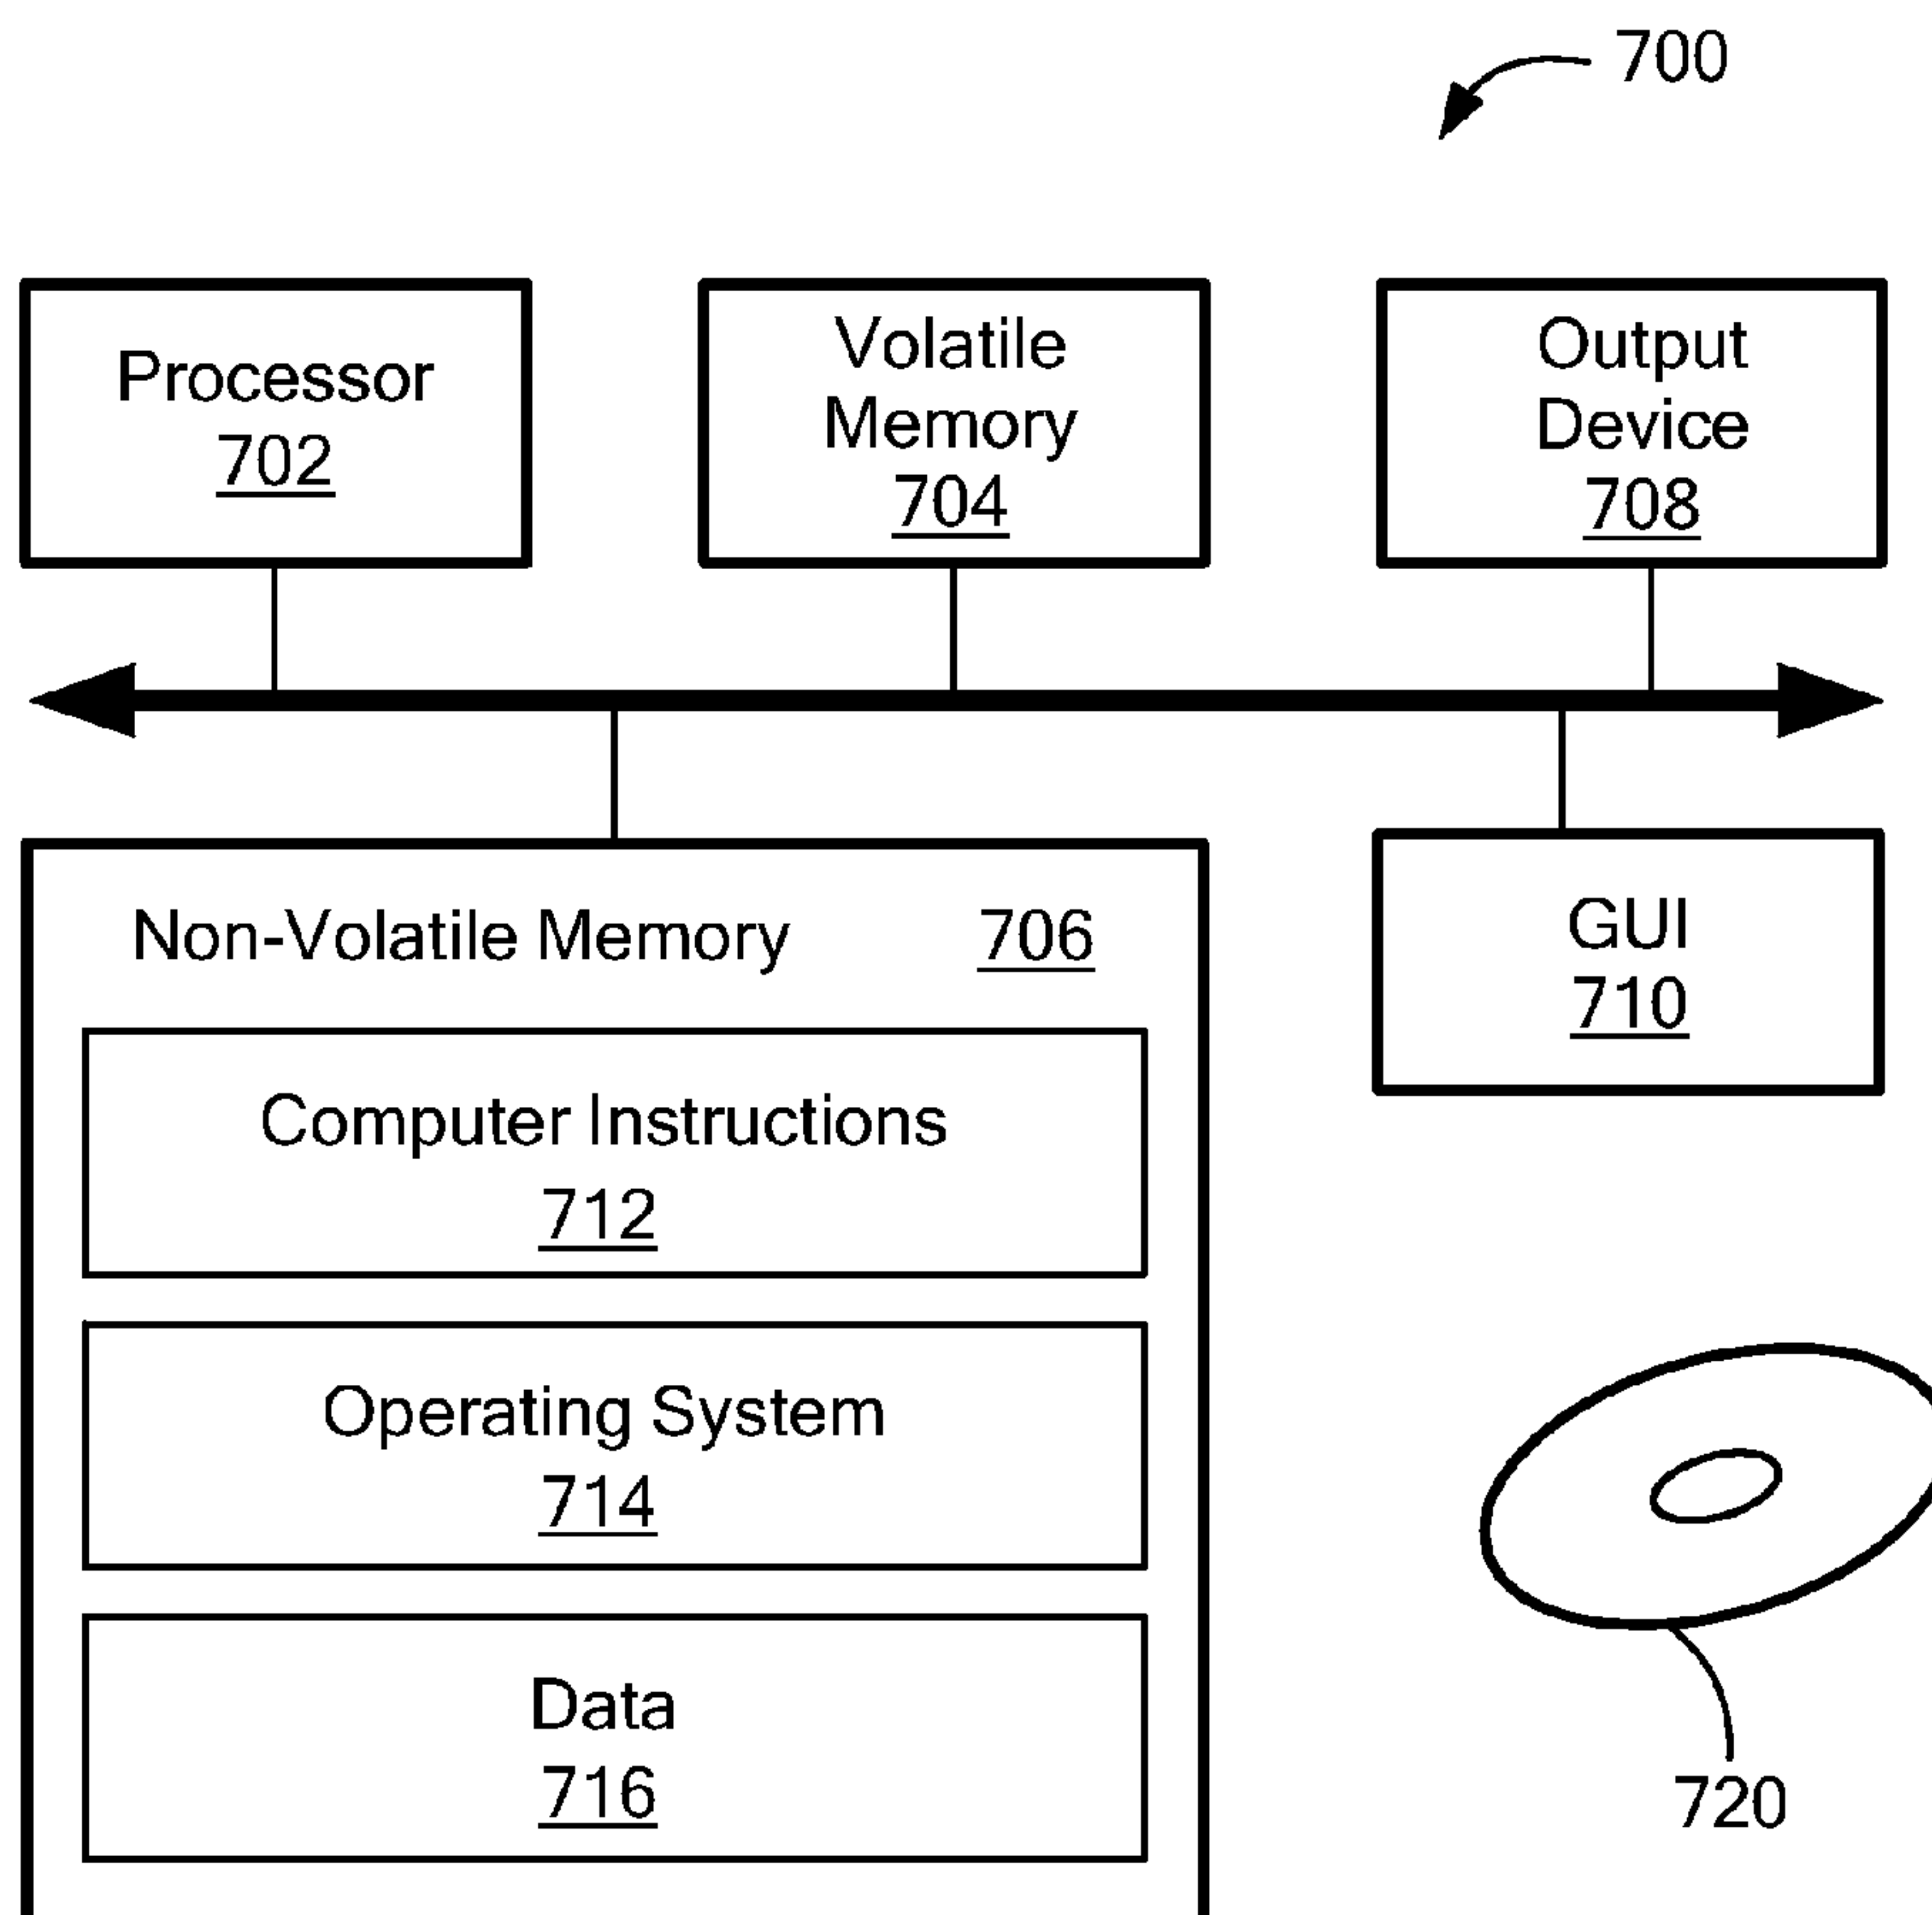 700
Processor
702
Volatile
Memory
704
Output
Device
708
Non-Volatile Memory 706
GUI
710
Computer Instructions
712
Operating System
714
Data
716
720